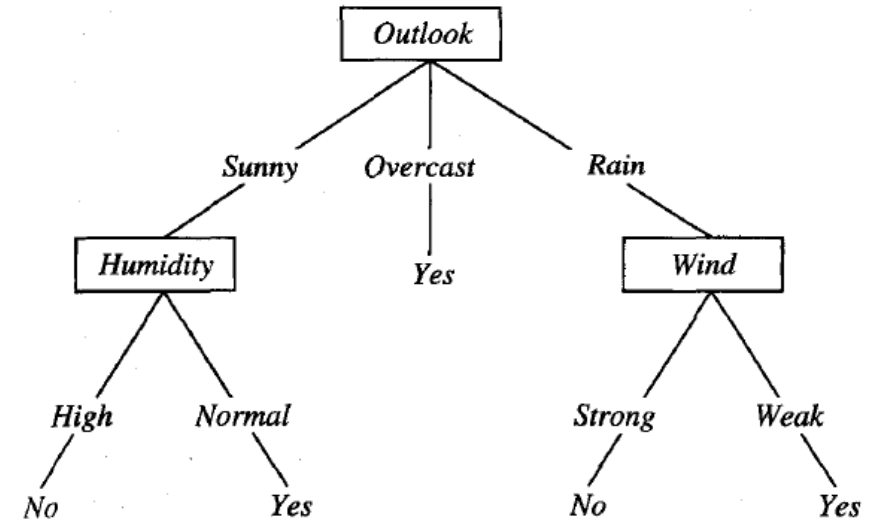 Outlook
Sunny Overcast Rain
Humidity Yes Wind
High Normal Strong Weak
No Yes No Yes